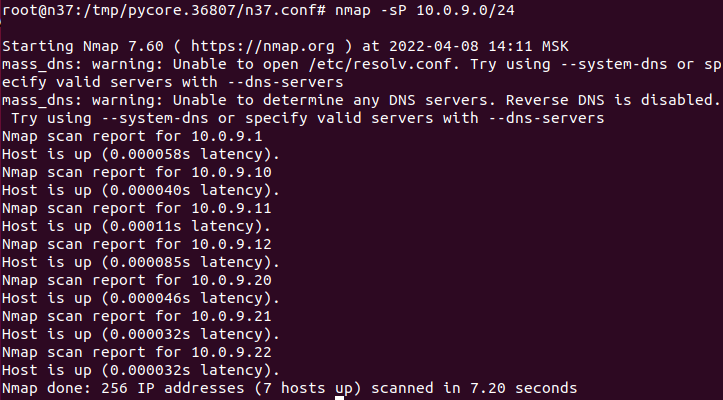 root@n37:/tmp/pycore.36807/n37.conf# nmap -sP 10.0.9.0/24
Starting Nmap 7.60 ( https://nmap.org ) at 2022-04-08 14:11 MSK
mass_dns: warning: Unable to open /etc/resolv.conf. Try using --system-dns or sp
ecify valid servers with --dns-servers
mass_dns: warning: Unable to determine any DNS servers. Reverse DNS is disabled.
 Try using --system-dns or specify valid servers with --dns-servers
Nmap scan report for 10.0.9.1
Host is up (0.000058s latency).
Nmap scan report for 10.0.9.10
Host is up (0.000040s latency).
Nmap scan report for 10.0.9.11
Host is up (0.00011s latency).
Nmap scan report for 10.0.9.12
Host is up (0.000085s latency).
Nmap scan report for 10.0.9.20
Host is up (0.000046s latency).
Nmap scan report for 10.0.9.21
Host is up (0.000032s latency).
Nmap scan report for 10.0.9.22
Host is up (0.000032s latency).
Nmap done: 256 IP addresses (7 hosts up) scanned in 7.20 seconds